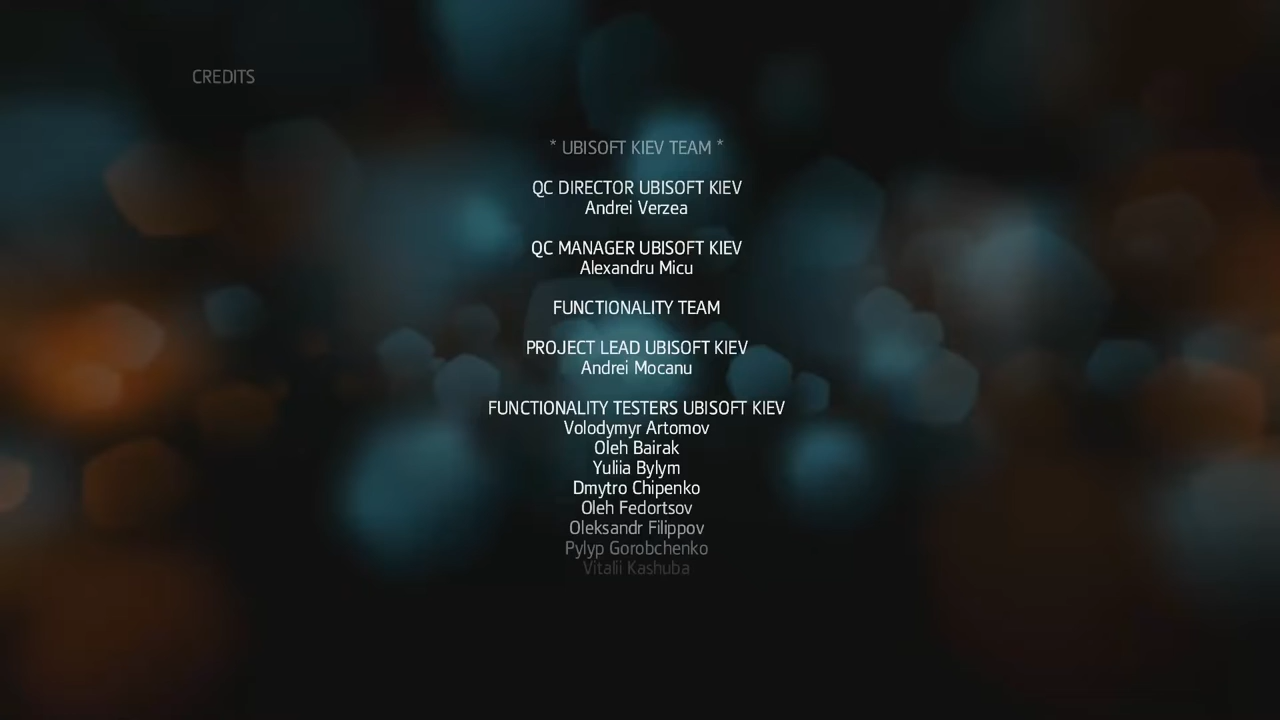 CREDITS
* UBISOFT KIEV TEAM *
QC DIRECTOR UBISOFT KIEV
Andrei Verzea
QC MANAGER UBISOFT KIEV
Alexandru Micu
FUNCTIONALITY TEAM
PROJECT LEAD UBISOFT KIEV
Andrei Mocanu
FUNCTIONALITY TESTERS UBISOFT KIEV
Volodymyr Artomov
Oleh Bairak
Yuliia Bylym
Dmytro Chipenko
Oleh Fedortsov
Oleksandr Filippov
Pylyp Gorobchenko
Vitalii Kashuba